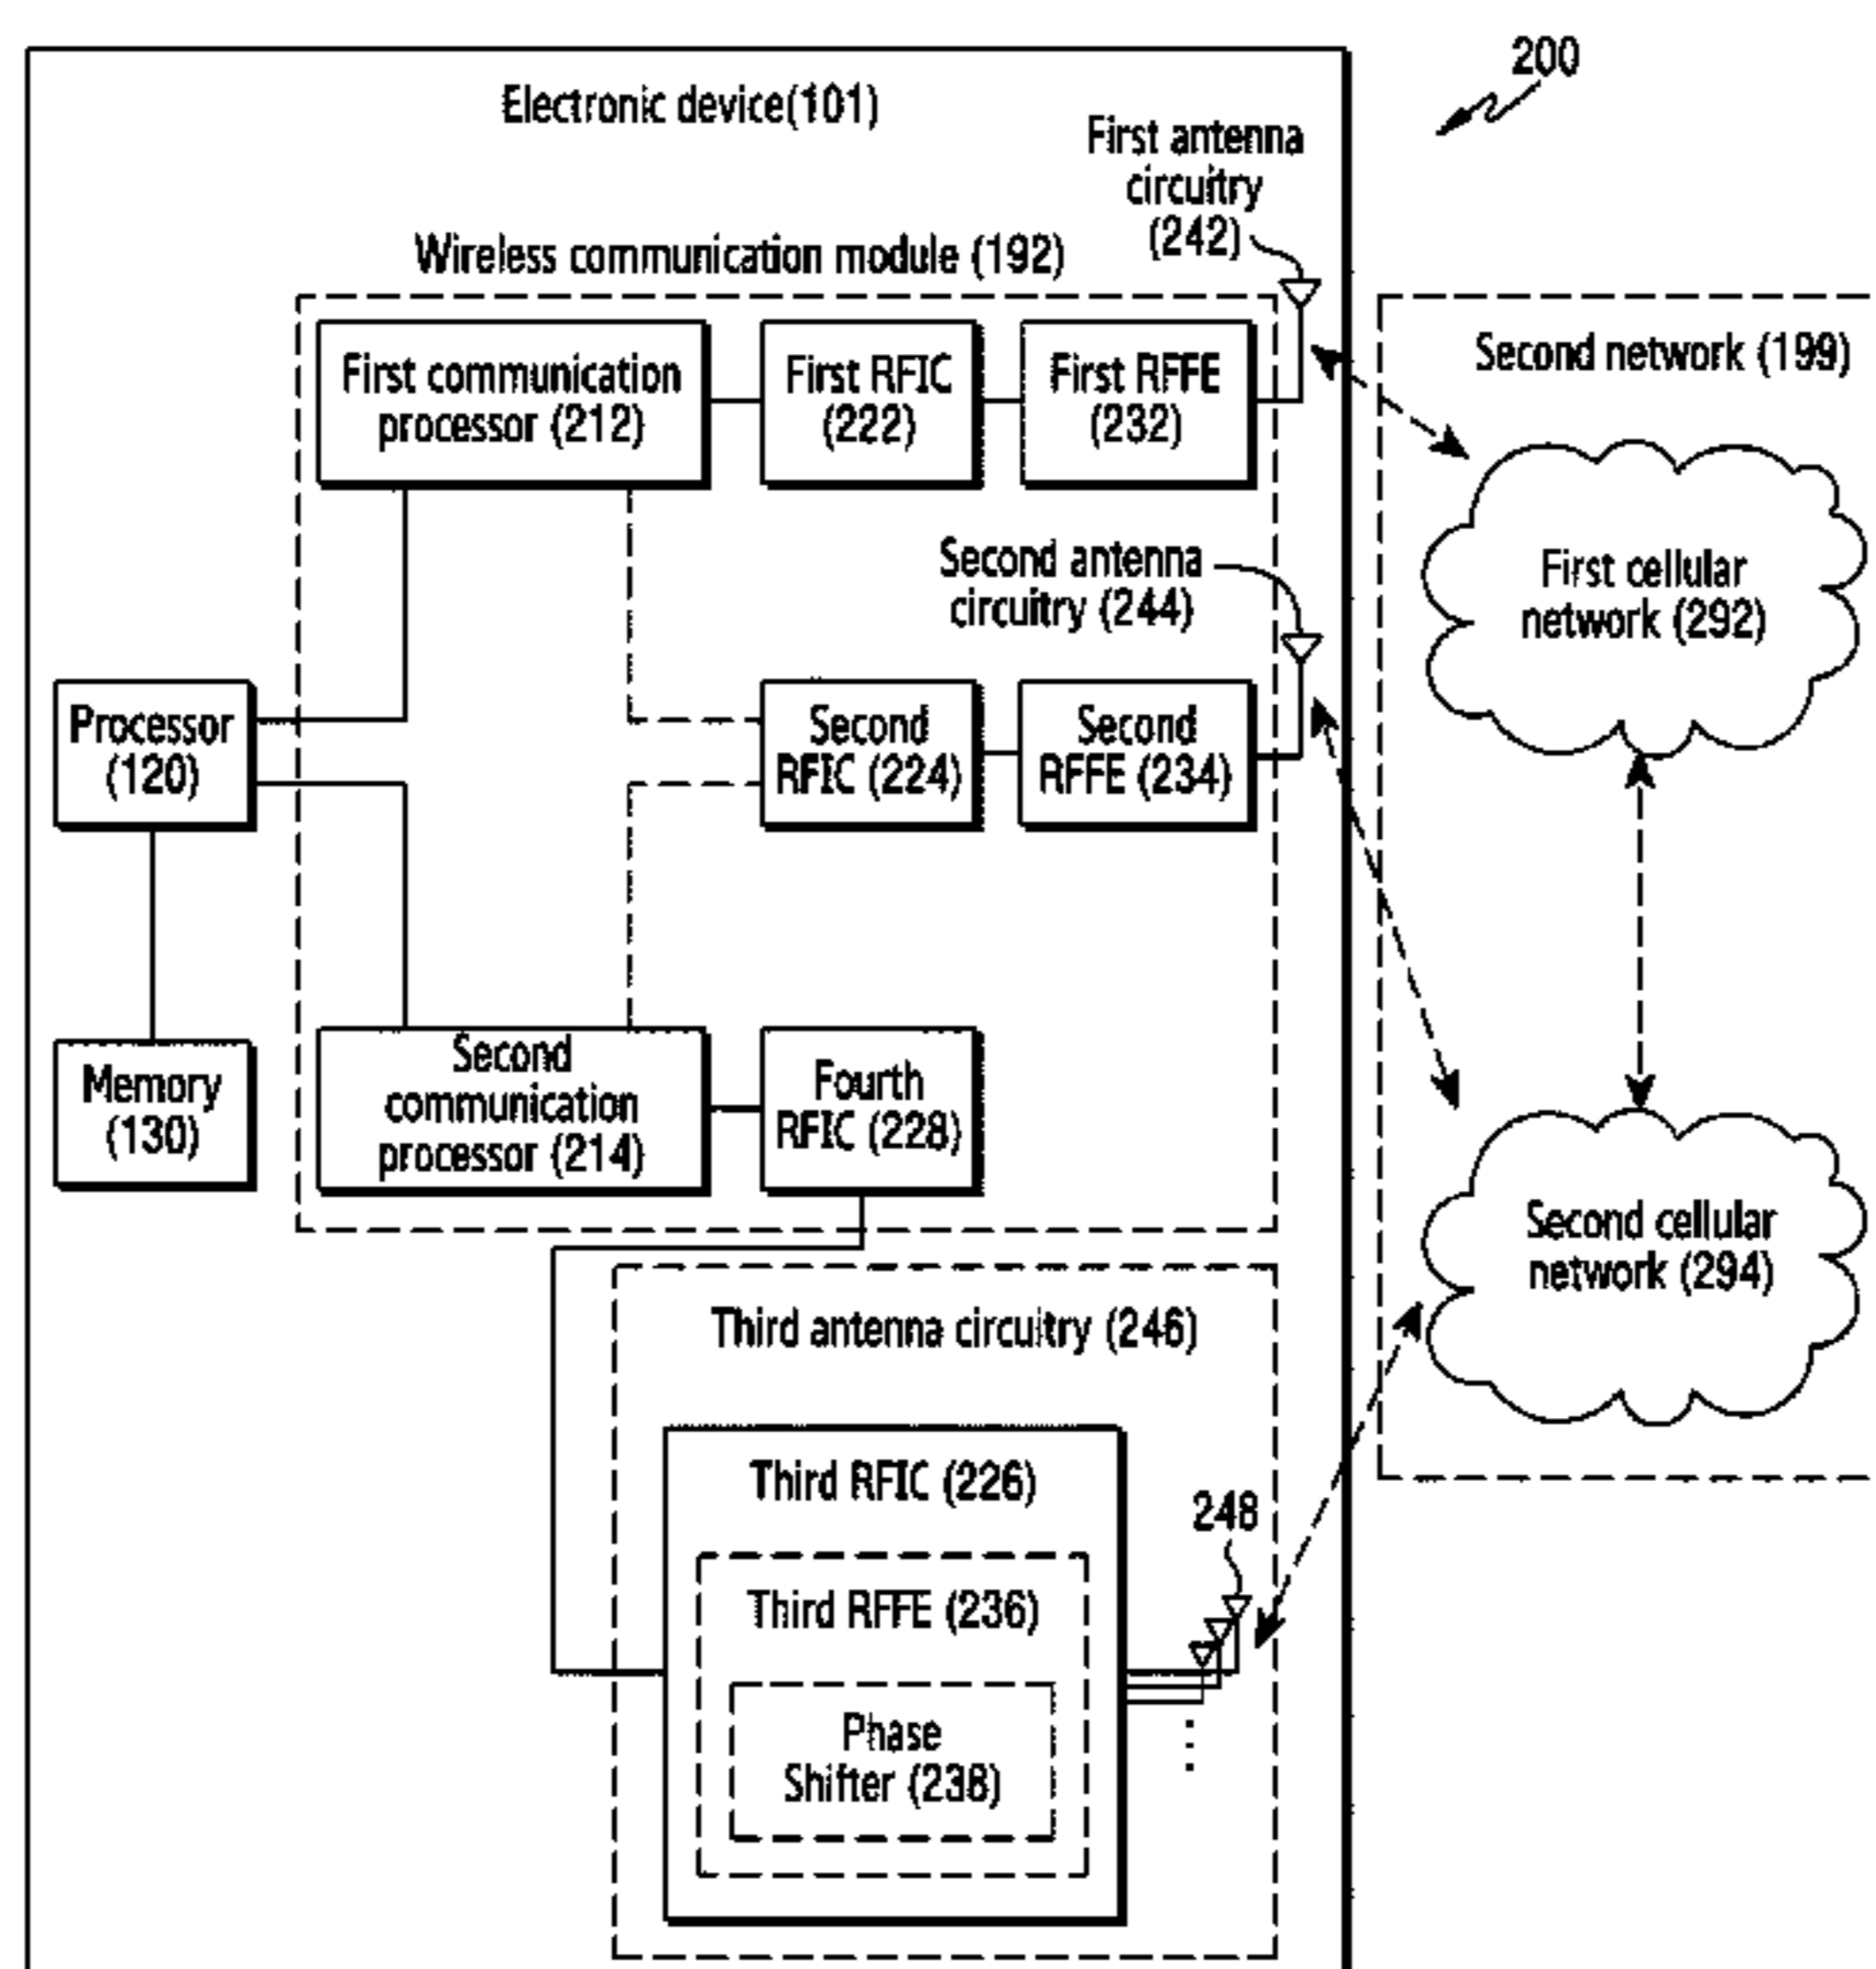 200
Electronic device(101)
First antenna
circuitry
(242)
Wireless communication module (192)
First communication
processor (212)
First RFIC
(222)
First RFFE
(232)
Second network (199)
Second antenna
circuitry (244)
First cellular
network (292)
Processor
(120)
Second
RFIC (224)
Second
RFFE (234)
Memory
(130)
Second
communication
processor (214)
Fourth
RFIC (228)
Second cellular
network (294)
Third antenna circuitry (246)
Third RFIC (226)
248
Third RFFE (236)
Phase
Shifter (238)